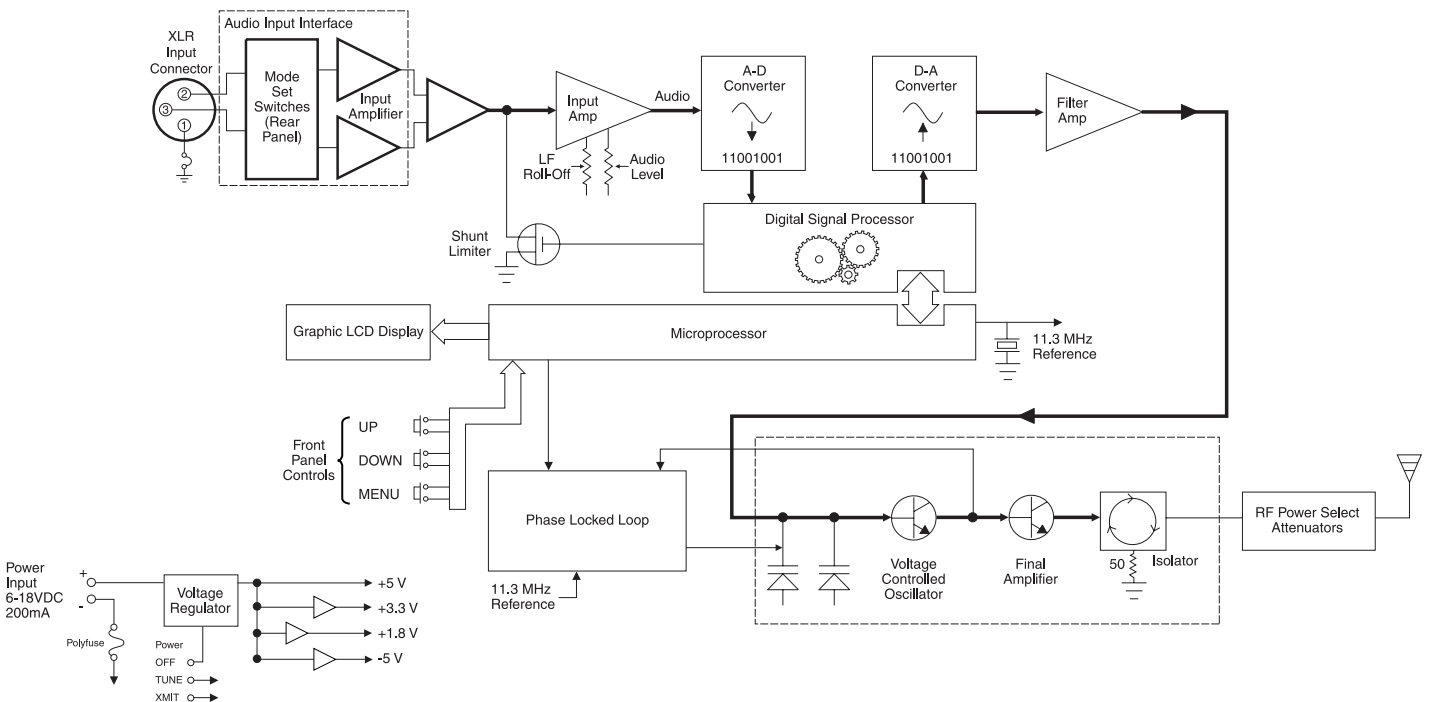 Audio Input Interface
XLR
Input
Connector
2
3
1
Mode
Set
Switches
(Rear
Panel)
Input
Amplifier
Input
Amp
Audio
LF
Roll-Off
Audio
Level
A-D
Converter
11001001
D-A
Converter
11001001
Filter
Amp
Shunt
Limiter
Digital Signal Processor
Graphic LCD Display
Microprocessor
11.3 MHz
Reference
Front
Panel
Controls
UP
DOWN
MENU
Phase Locked Loop
11.3 MHz
Reference
Voltage
Controlled
Oscillator
Final
Amplifier
50
Isolator
RF Power Select
Attenuators
Power
Input
6-18VDC
200mA
+
-
Polyfuse
Voltage
Regulator
Power
OFF
TUNE
XMIT
+5 V
+3.3 V
+1.8 V
-5 V